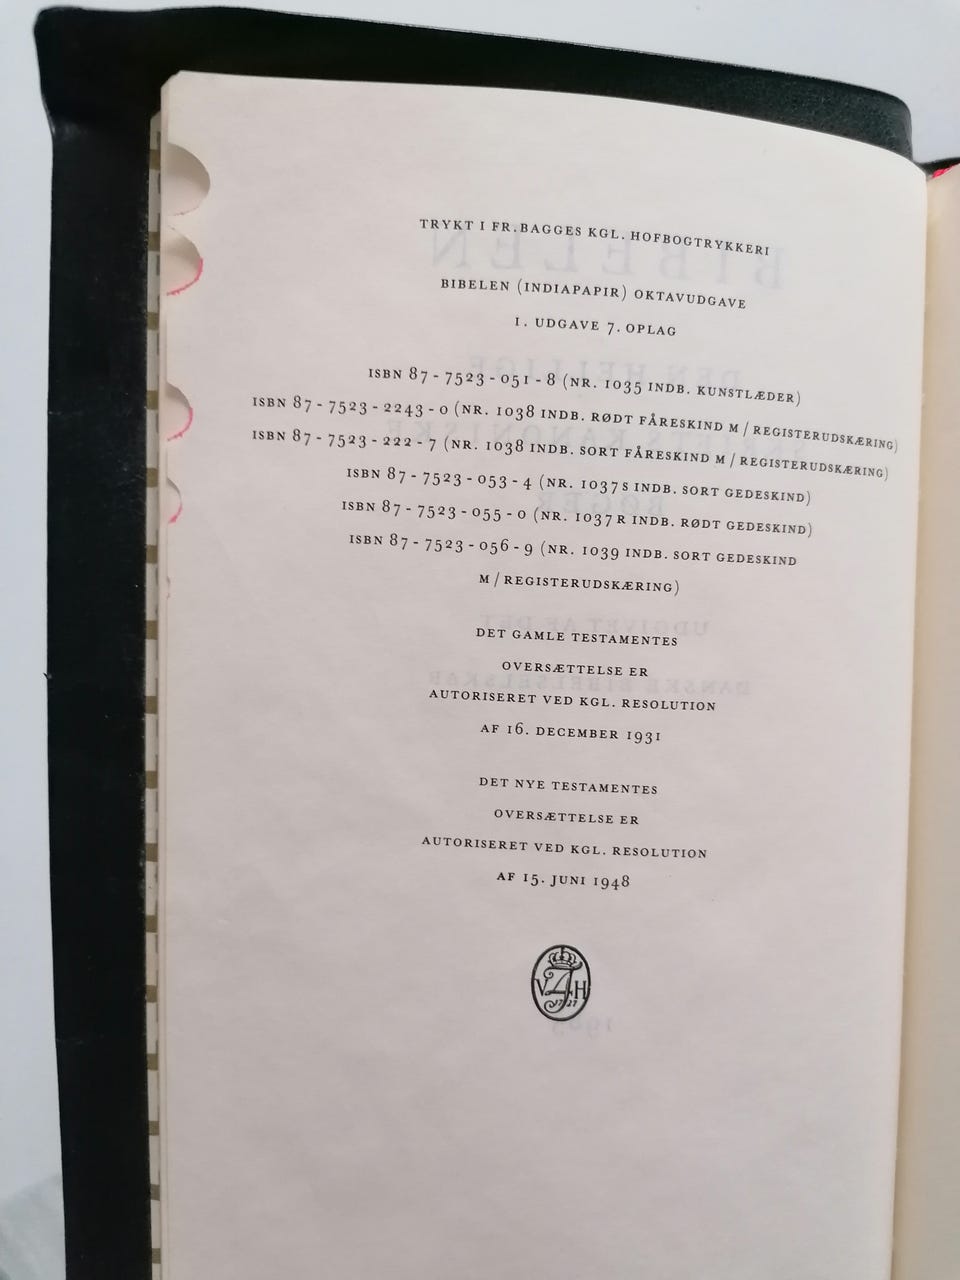 TRYKT I FR. BAGGES KGL. HOFBOGTRYKKERI
BIBELEN (INDIAPAPIR) OKTAVUDGAVE
1. UDGAVE 7. OPLAG
ISBN 87 - 7523 - 051 - 8 (NR. 1035 INDB. KUNSTLÆDER)
ISBN 87 - 7523 - 2243 - 0 (NR. 1038 INDB. RØDT FÅRESKIND M / REGISTERUDSKÆRING)
ISBN 87 - 7523 - 222 - 7 (NR. 1038 INDB. SORT FÅRESKIND M / REGISTERUDSKÆRING)
ISBN 87 - 7523 - 053 - 4 (NR. 1037 S INDB. SORT GEDESKIND)
ISBN 87 - 7523 - 055 - 0 (NR. 1037 R INDB. RØDT GEDESKIND)
ISBN 87 - 7523 - 056 - 9 (NR. 1039 INDB. SORT GEDESKIND
M / REGISTERUDSKÆRING)
DET GAMLE TESTAMENTES
OVERSÆTTELSE ER
AUTORISERET VED KGL. RESOLUTION
AF 16. DECEMBER 1931
DET NYE TESTAMENTES
OVERSÆTTELSE ER
AUTORISERET VED KGL. RESOLUTION
AF 15. JUNI 1948
V H
1727